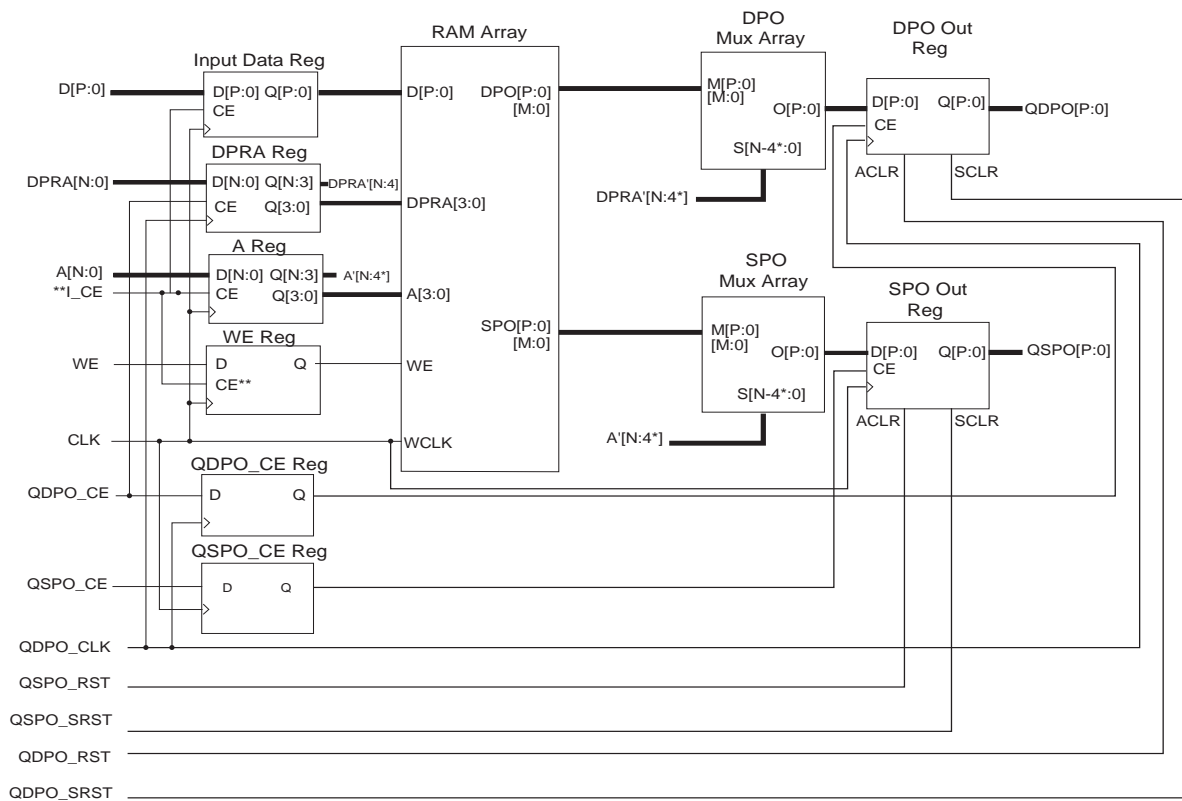 RAM Array
DPO
Mux Array
DPO Out
Reg
Input Data Reg
D[P:0]
D[P:0] Q[P:0]
CE
D[P:0]
DPO[P:0]
[M:0]
M[P:0]
[M:0]
O[P:0]
S[N-4*:0]
D[P:0] Q[P:0]
CE
QDPO[P:0]
ACLR
SCLR
DPRA Reg
DPRA[N:0]
D[N:0] Q[N:3]
CE
Q[3:0]
DPRA'[N:4]
DPRA[3:0]
DPRA'[N:4*]
A Reg
A[N:0]
**I_CE
D[N:0] Q[N:3]
CE
Q[3:0]
A'[N:4*]
A[3:0]
SPO
Mux Array
SPO Out
Reg
SPO[P:0]
[M:0]
M[P:0]
[M:0]
O[P:0]
S[N-4*:0]
D[P:0] Q[P:0]
CE
QSPO[P:0]
ACLR
SCLR
WE Reg
WE
D Q
CE**
WE
A'[N:4*]
CLK
WCLK
QDPO_CE Reg
QDPO_CE
D Q
QSPO_CE Reg
QSPO_CE
D Q
QDPO_CLK
QSPO_RST
QSPO_SRST
QDPO_RST
QDPO_SRST